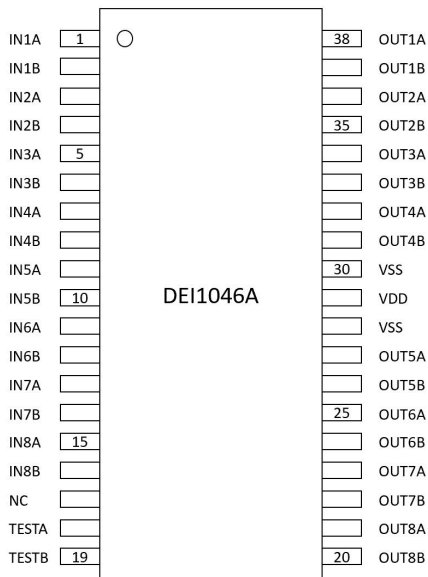 IN1A 1 38 OUT1A
IN1B OUT1B
IN2A OUT2A
IN2B 35 OUT2B
IN3A 5 OUT3A
IN3B OUT3B
IN4A OUT4A
IN4B OUT4B
IN5A 30 VSS
IN5B 10 DEI1046A VDD
IN6A VSS
IN6B OUT5A
IN7A OUT5B
IN7B 25 OUT6A
IN8A 15 OUT6B
IN8B OUT7A
NC OUT7B
TESTA OUT8A
TESTB 19 20 OUT8B